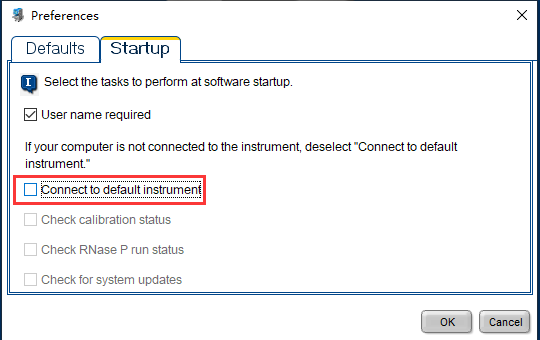 Preferences
Defaults
Startup
I
Select the tasks to perform at software startup.
User name required
If your computer is not connected to the instrument, deselect "Connect to default
instrument."
Connect to default instrument
Check calibration status
Check RNase P run status
Check for system updates
OK
Cancel